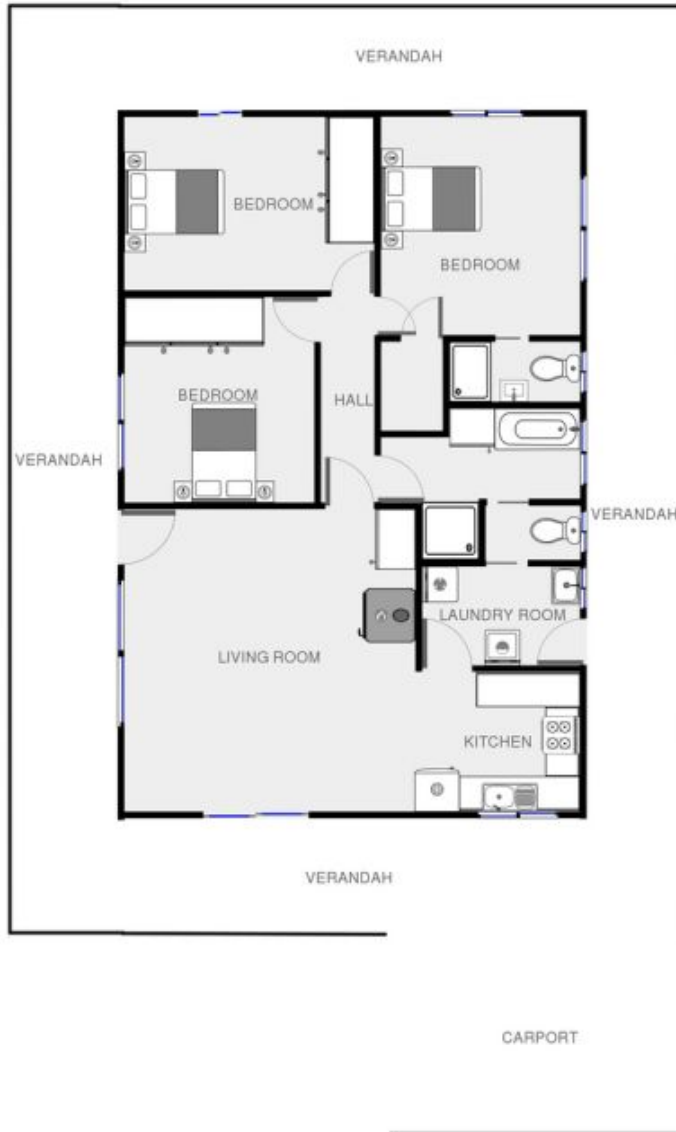 VERANDAH
BEDROOM
BEDROOM
BEDROOM
HALL
VERANDAH
VERANDAH
LAUNDRY ROOM
LIVING ROOM
KITCHEN
VERANDAH
CARPORT